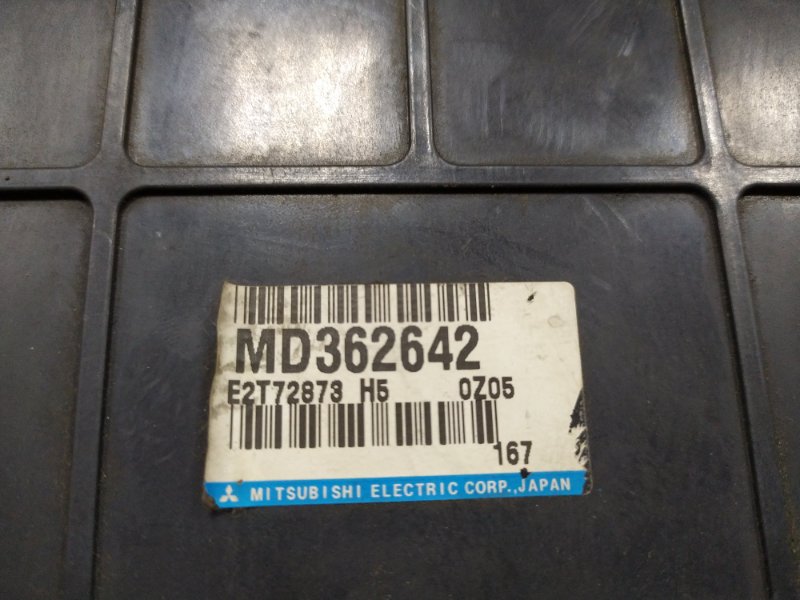 MD362642
E2T72873 H5 0Z05
167
MITSUBISHI ELECTRIC CORP., JAPAN